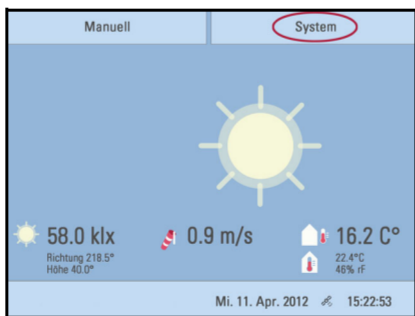 Manuell
System
58.0 klx
Richtung 218.5°
Höhe 40.0°
0.9 m/s
16.2 C°
22.4°C
46% rF
Mi. 11. Apr. 2012
15:22:53